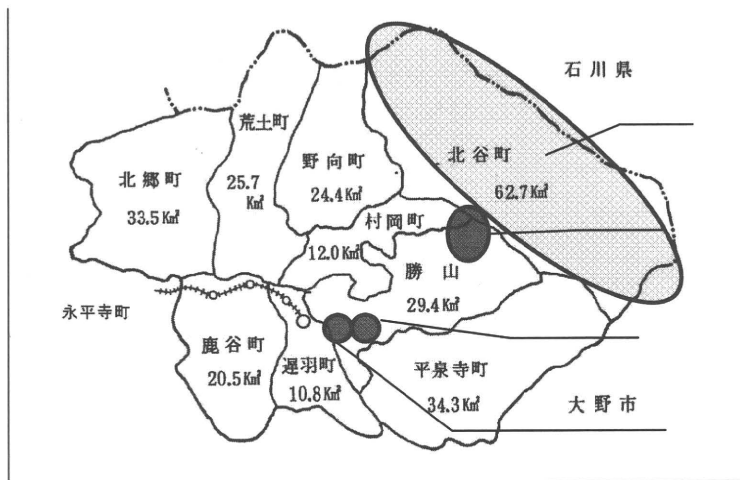 石川県
荒土町
25.7
K㎡
野向町
24.4K㎡
北谷町
62.7K㎡
北郷町
33.5K㎡
村岡町
12.0K㎡
勝山
29.4K㎡
永平寺町
鹿谷町
20.5K㎡
遅羽町
10.8K㎡
平泉寺町
34.3K㎡
大野市